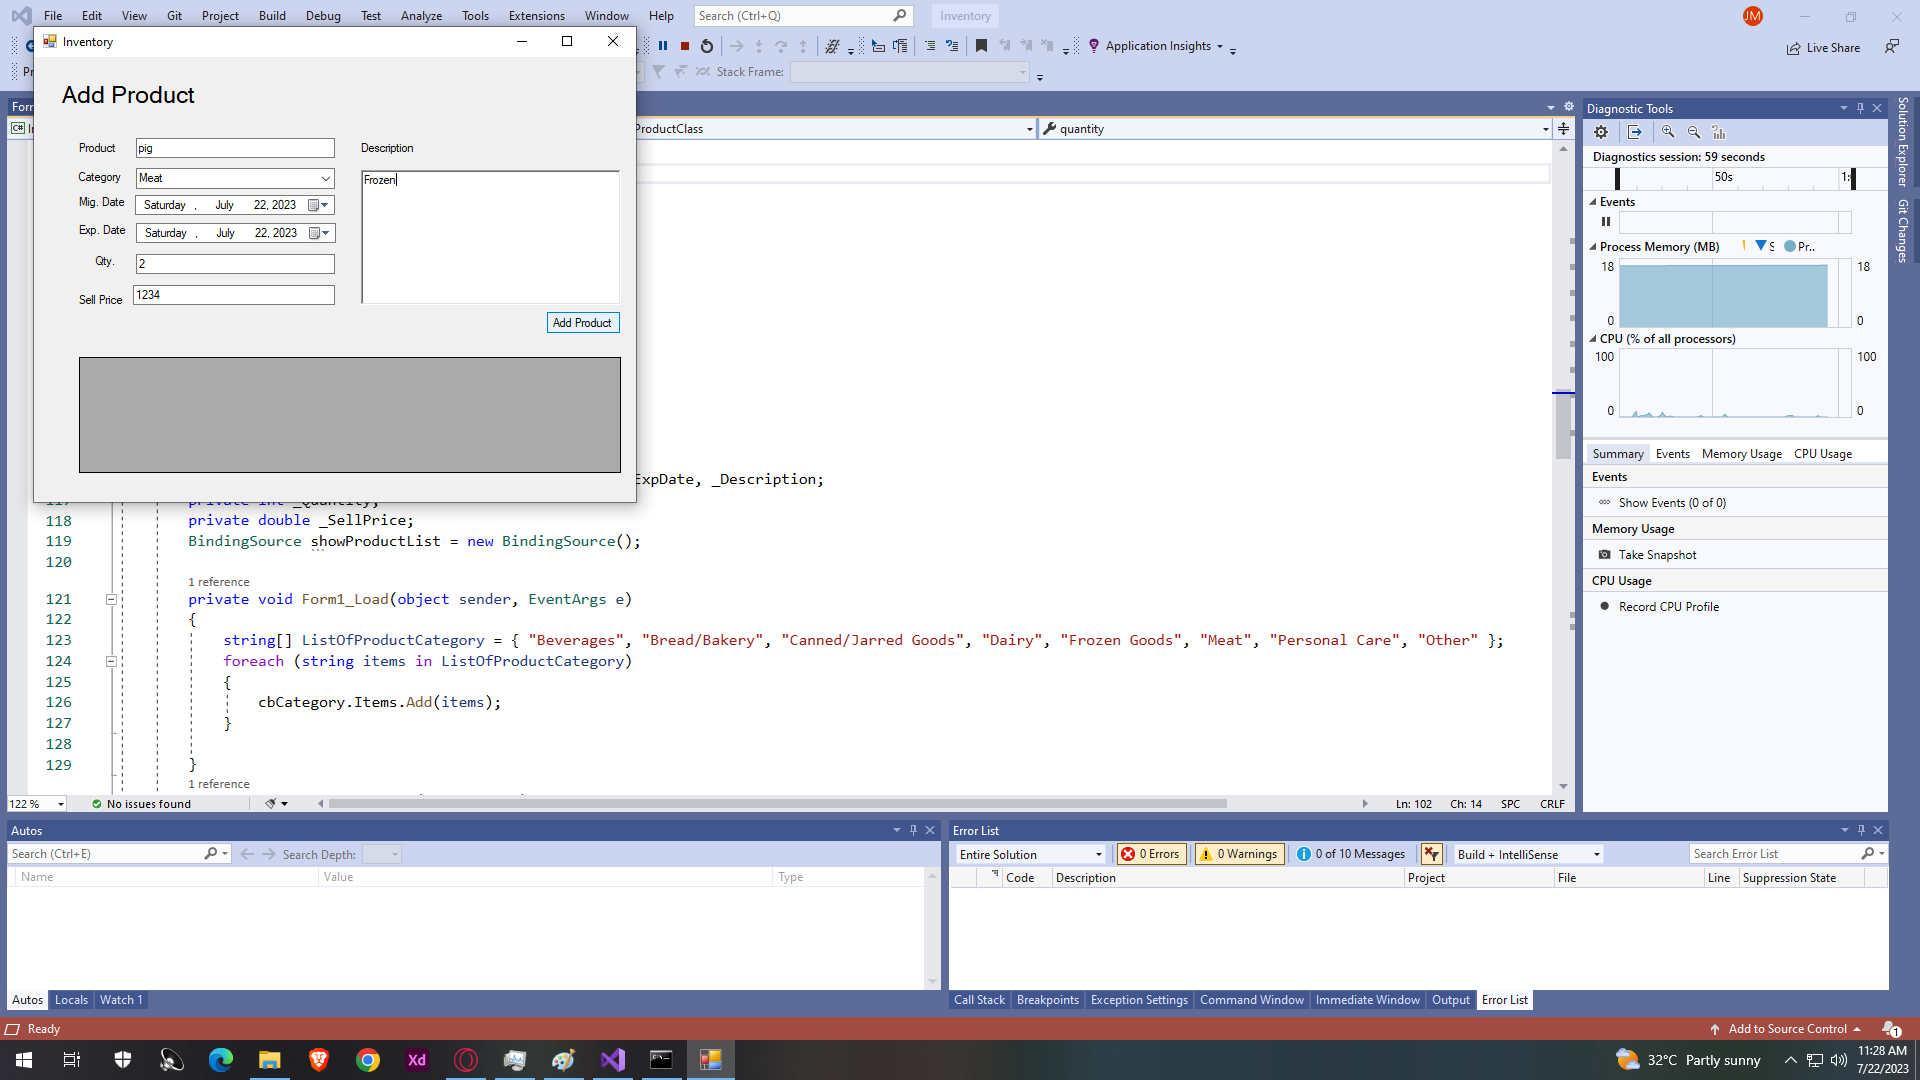 File Edit View Git Project Build Debug Test Analyze Tools Extensions Window Help Search (Ctrl+Q) Inventory JM
Inventory
Application Insights
Live Share
Stack Frame:
Add Product
Product pig
Category Meat
Mig. Date Saturday , July 22, 2023
Exp. Date Saturday , July 22, 2023
Qty. 2
Sell Price 1234
Description
Frozen
Add Product
ProductClass
quantity
ExpDate, _Description;
117 private int _Quantity;
118 private double _SellPrice;
119 BindingSource showProductList = new BindingSource();
120
1 reference
121 private void Form1_Load(object sender, EventArgs e)
122 {
123 string[] ListOfProductCategory = { "Beverages", "Bread/Bakery", "Canned/Jarred Goods", "Dairy", "Frozen Goods", "Meat", "Personal Care", "Other" };
124 foreach (string items in ListOfProductCategory)
125 {
126 cbCategory.Items.Add(items);
127 }
128
129 }
1 reference
122 % No issues found Ln: 102 Ch: 14 SPC CRLF
Diagnostic Tools
Diagnostics session: 59 seconds
50s
Events
Process Memory (MB) S Pr...
18 18
0 0
CPU (% of all processors)
100 100
0 0
Summary Events Memory Usage CPU Usage
Events
Show Events (0 of 0)
Memory Usage
Take Snapshot
CPU Usage
Record CPU Profile
Solution Explorer
Git Changes
Autos
Search (Ctrl+E) Search Depth:
Name Value Type
Autos Locals Watch 1
Error List
Entire Solution 0 Errors 0 Warnings 0 of 10 Messages Build + IntelliSense Search Error List
Code Description Project File Line Suppression State
Call Stack Breakpoints Exception Settings Command Window Immediate Window Output Error List
Ready
Add to Source Control 1
Xd
32°C Partly sunny
11:28 AM
7/22/2023